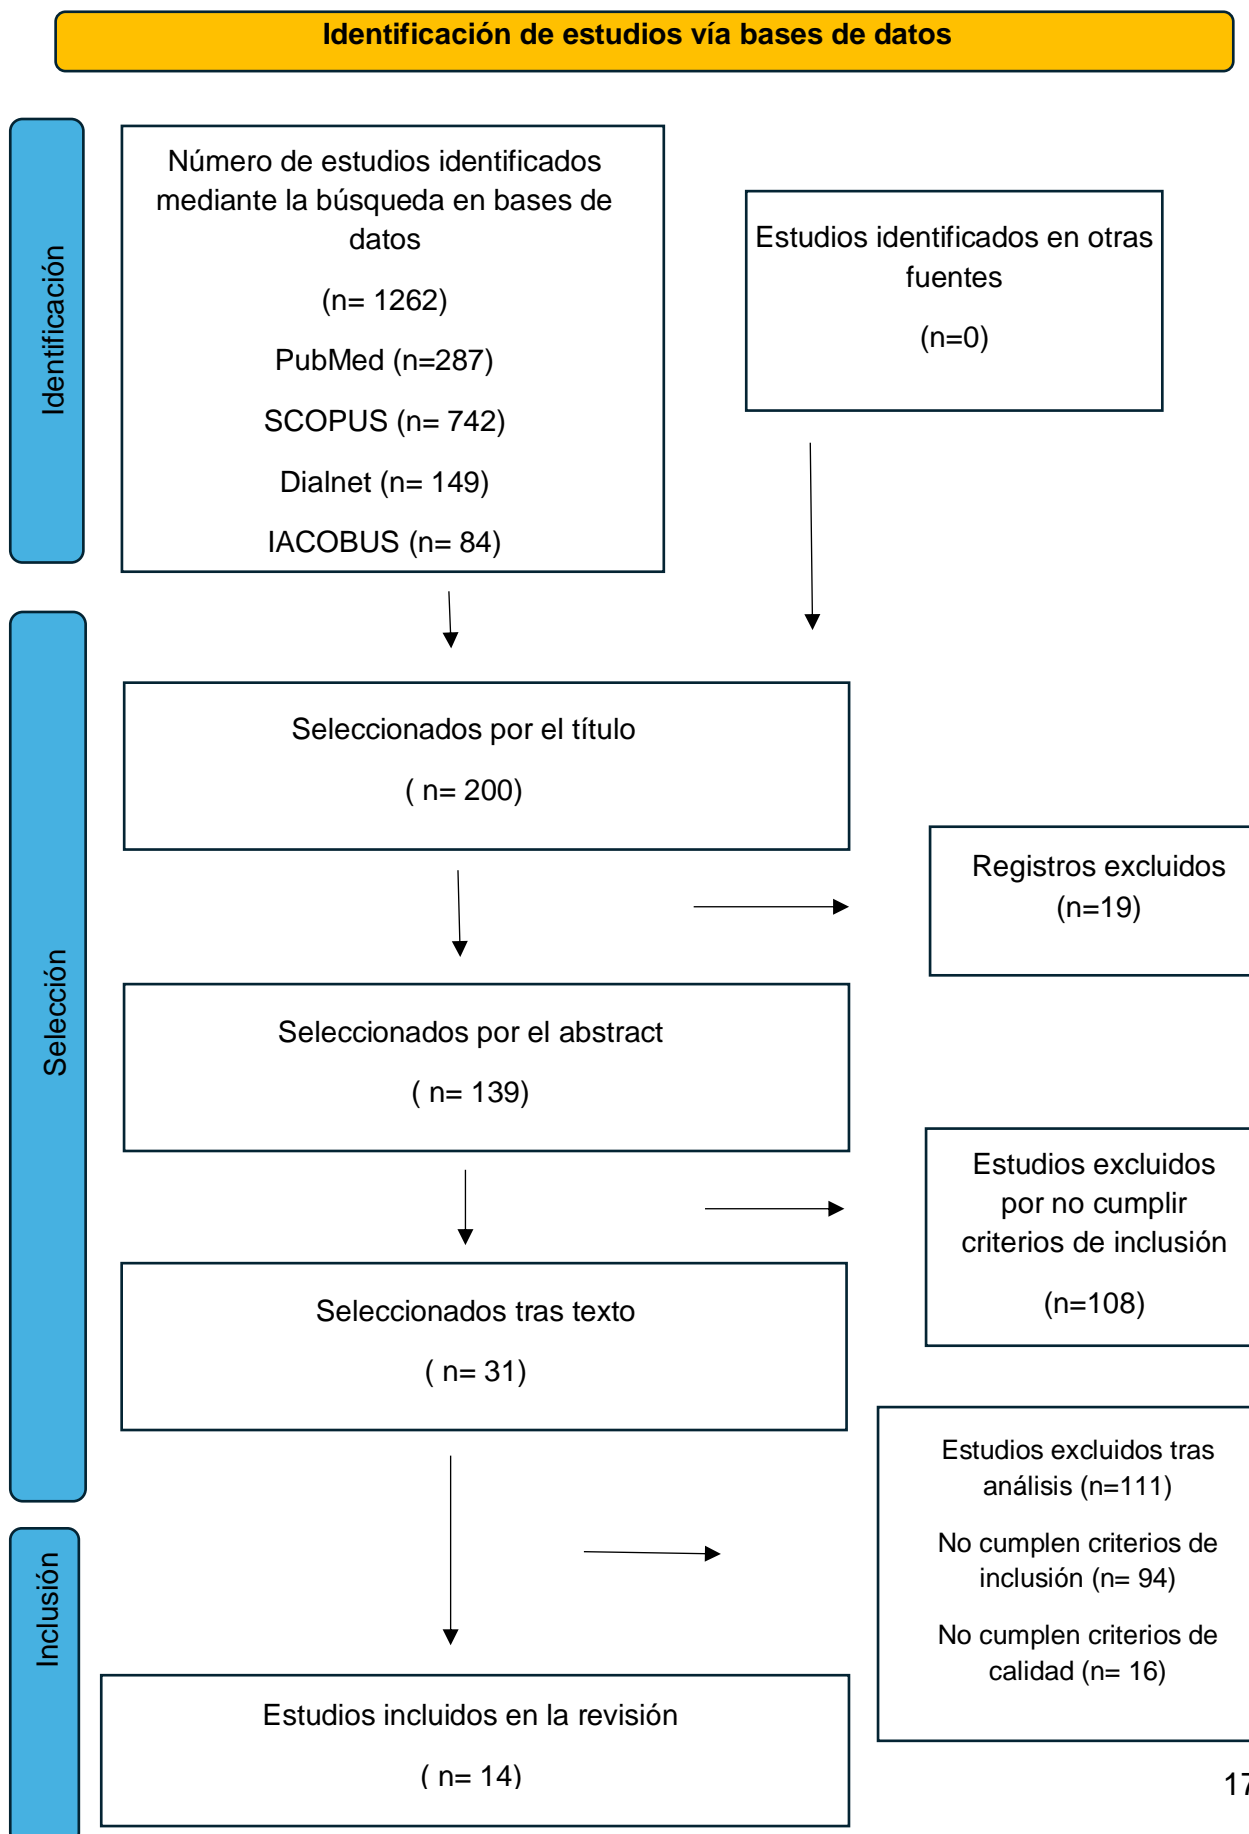 Identificación de estudios vía bases de datos
Identificación
Número de estudios identificados
mediante la búsqueda en bases de
datos
(n= 1262)
PubMed (n=287)
SCOPUS (n= 742)
Dialnet (n= 149)
IACOBUS (n= 84)
Estudios identificados en otras
fuentes
(n=0)
Selección
Seleccionados por el título
( n= 200)
Registros excluidos
(n=19)
Seleccionados por el abstract
( n= 139)
Estudios excluidos
por no cumplir
criterios de inclusión
(n=108)
Seleccionados tras texto
( n= 31)
Estudios excluidos tras
análisis (n=111)
No cumplen criterios de
inclusión (n= 94)
No cumplen criterios de
calidad (n= 16)
Inclusión
Estudios incluidos en la revisión
( n= 14)
17